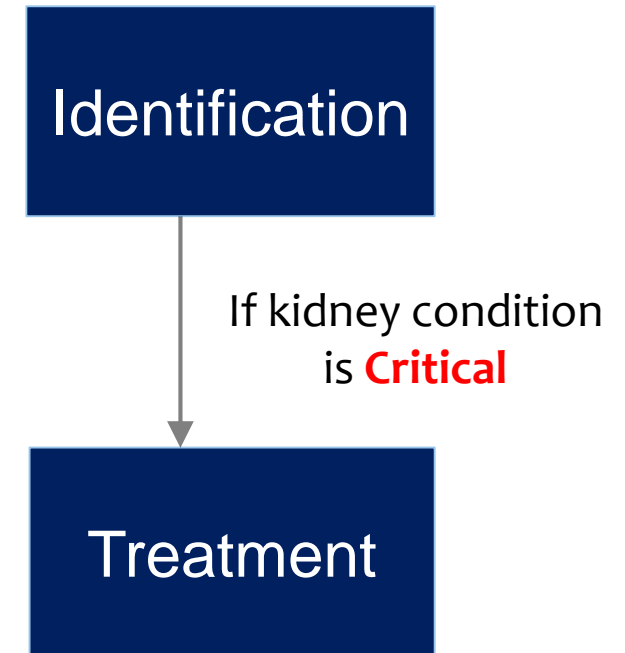 Identification
If kidney condition
is Critical
Treatment